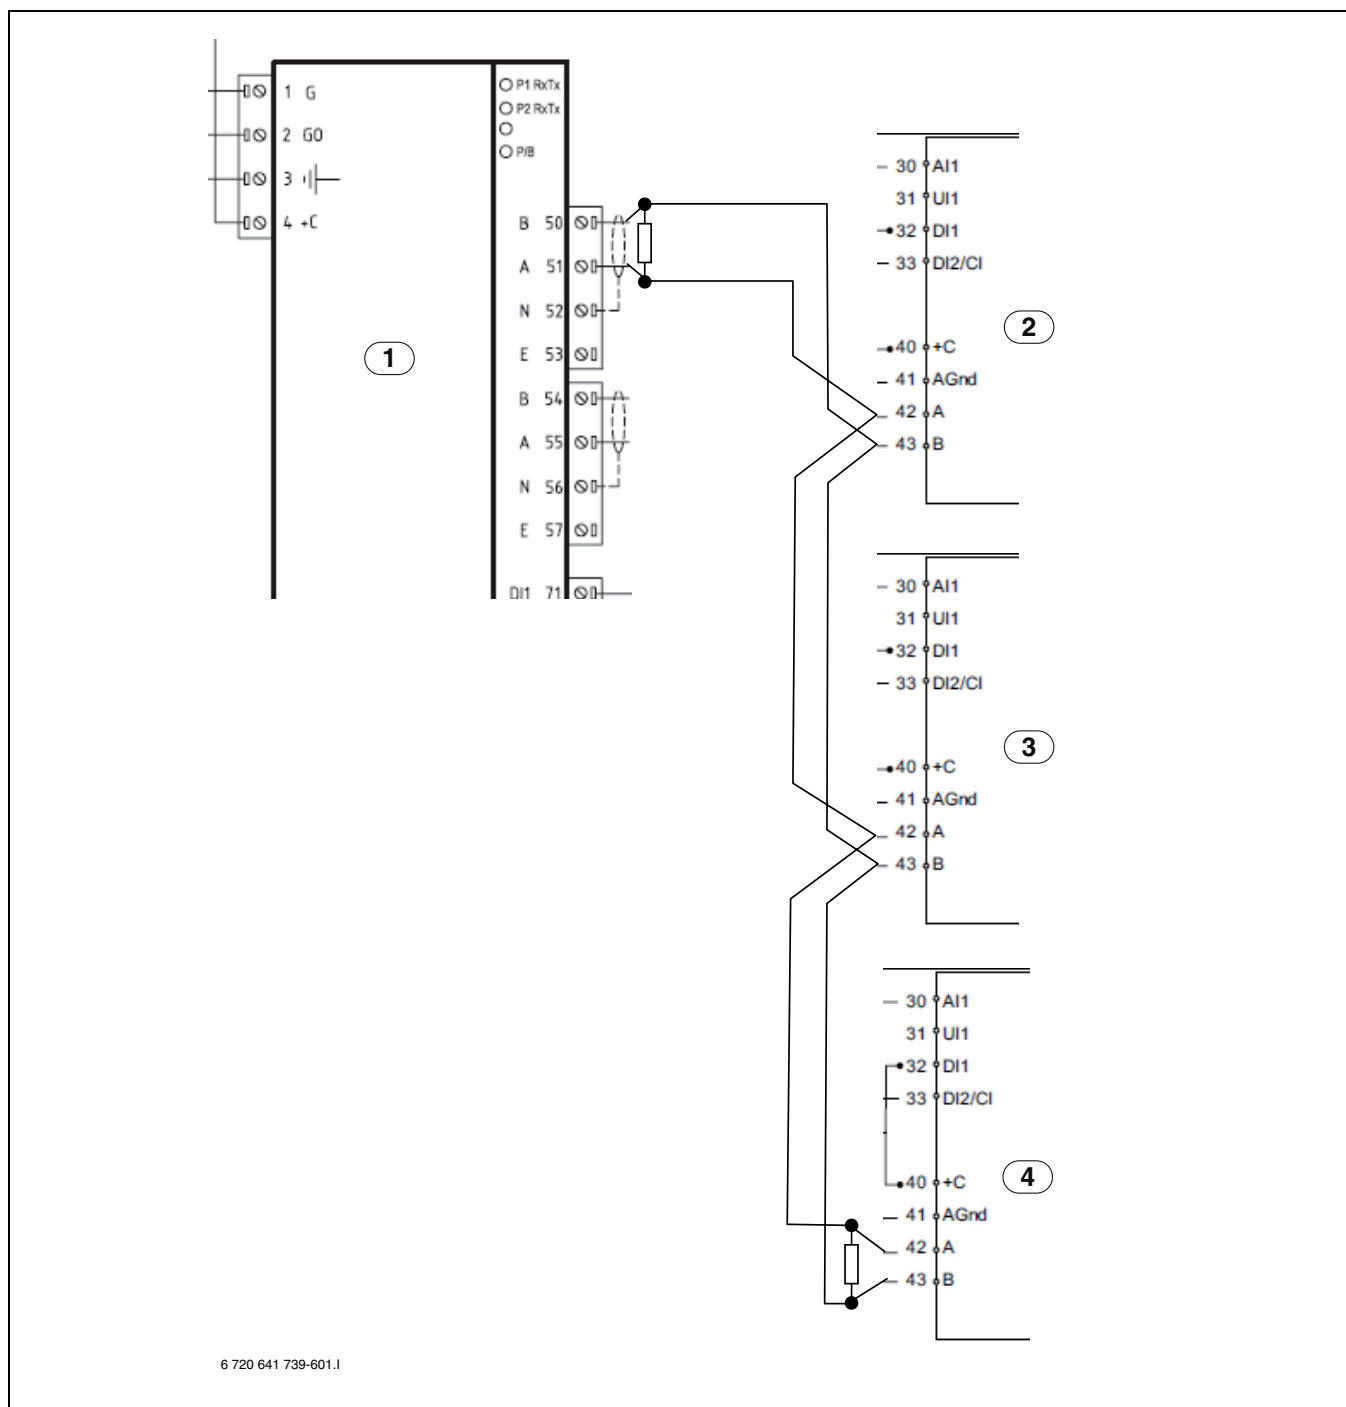 1 G
2 G0
3
4 +C
P1 RxTx
P2 RxTx
P/B
B 50
A 51
N 52
E 53
B 54
A 55
N 56
E 57
DI1 71
1
30 AI1
31 UI1
32 DI1
33 DI2/CI
40 +C
41 AGnd
42 A
43 B
2
30 AI1
31 UI1
32 DI1
33 DI2/CI
40 +C
41 AGnd
42 A
43 B
3
30 AI1
31 UI1
32 DI1
33 DI2/CI
40 +C
41 AGnd
42 A
43 B
4
6 720 641 739-601.I